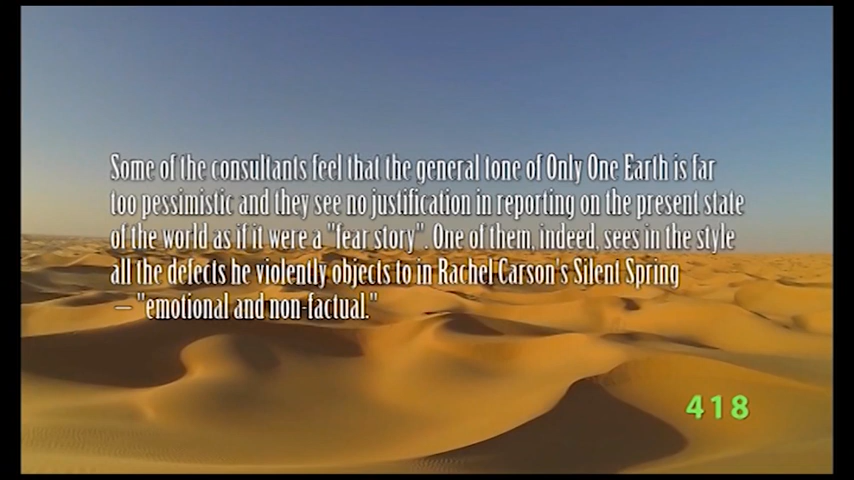 Some of the consultants feel that the general tone of Only One Earth is far
too pessimistic and they see no justification in reporting on the present state
of the world as if it were a "fear story". One of them, indeed, sees in the style
all the defects he violently objects to in Rachel Carson's Silent Spring
– "emotional and non-factual."
418